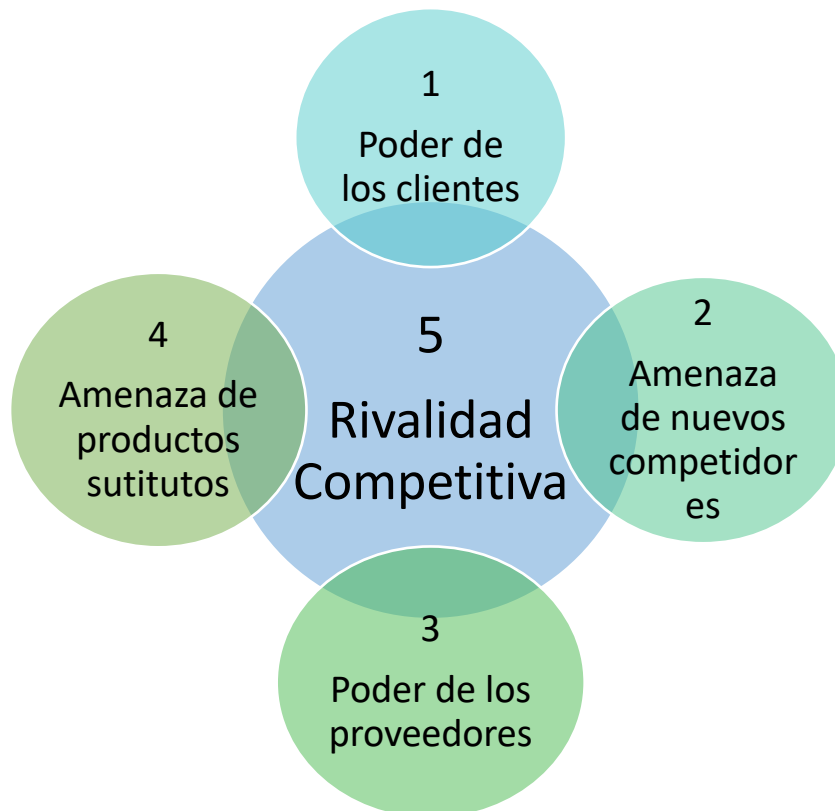 1
Poder de
los clientes
2
Amenaza
de nuevos
competidor
es
3
Poder de los
proveedores
4
Amenaza de
productos
sutitutos
5
Rivalidad
Competitiva